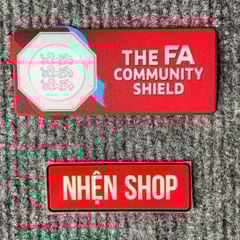 THE FA
COMMUNITY
SHIELD
NHỆN SHOP